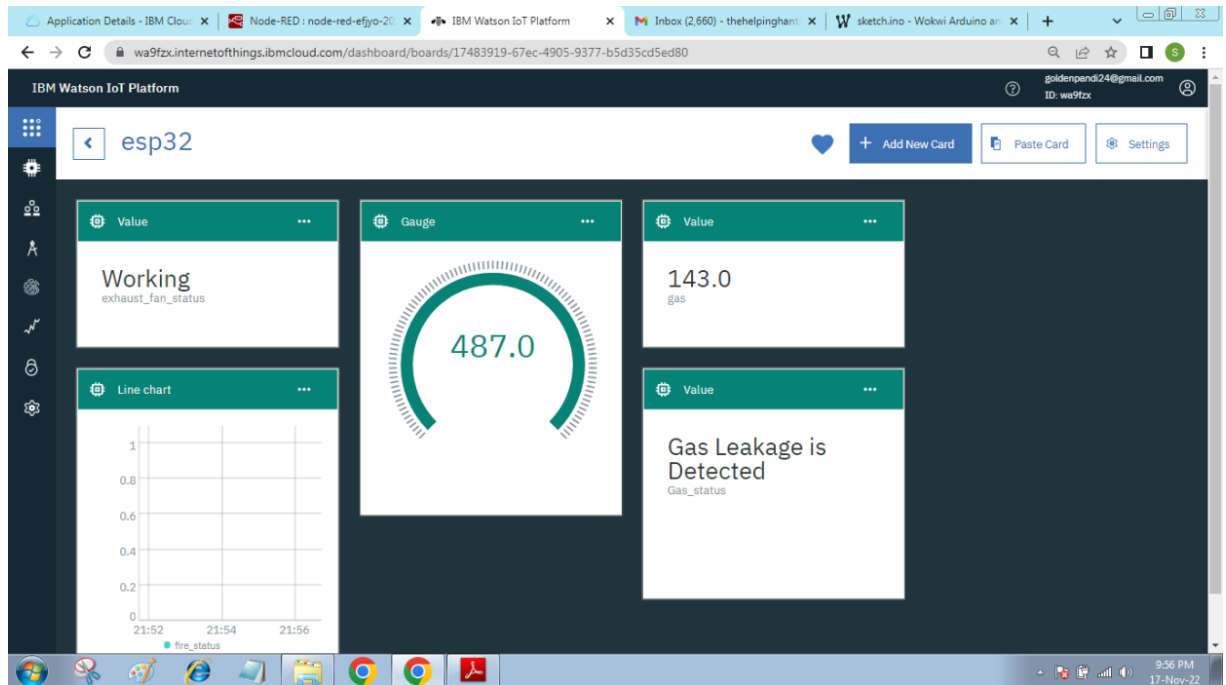 Application Details - IBM Clou
Node-RED : node-red-efjyo-20
IBM Watson IoT Platform
Inbox (2,660) - thehelpinghant
sketch.ino - Wokwi Arduino an
wa9fzx.internetofthings.ibmcloud.com/dashboard/boards/17483919-67ec-4905-9377-b5d35cd5ed80
S
IBM Watson IoT Platform
goldenpandi24@gmail.com
ID: wa9fzx
esp32
Add New Card
Paste Card
Settings
Value
Working
exhaust_fan_status
Gauge
487.0
Value
143.0
gas
Line chart
1
0.8
0.6
0.4
0.2
0
21:52 21:54 21:56
fire_status
Value
Gas Leakage is
Detected
Gas_status
9:56 PM
17-Nov-22